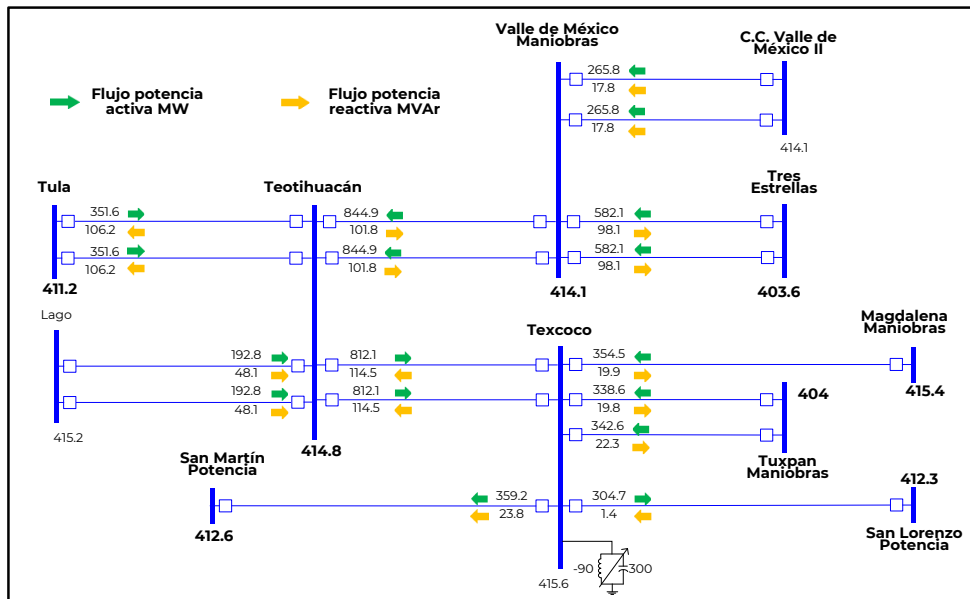 Valle de México
Maniobras
C.C. Valle de
México II
Flujo potencia
activa MW
Flujo potencia
reactiva MVAr
265.8
17.8
265.8
17.8
414.1
Tula
Teotihuacán
Tres
Estrellas
351.6
106.2
351.6
106.2
844.9
101.8
844.9
101.8
582.1
98.1
582.1
98.1
411.2
414.1
403.6
Lago
Texcoco
Magdalena
Maniobras
192.8
48.1
192.8
48.1
812.1
114.5
812.1
114.5
354.5
19.9
338.6
19.8
342.6
22.3
404
415.4
415.2
414.8
San Martín
Potencia
Tuxpan
Maniobras
412.3
359.2
23.8
304.7
1.4
412.6
San Lorenzo
Potencia
415.6
-90
300